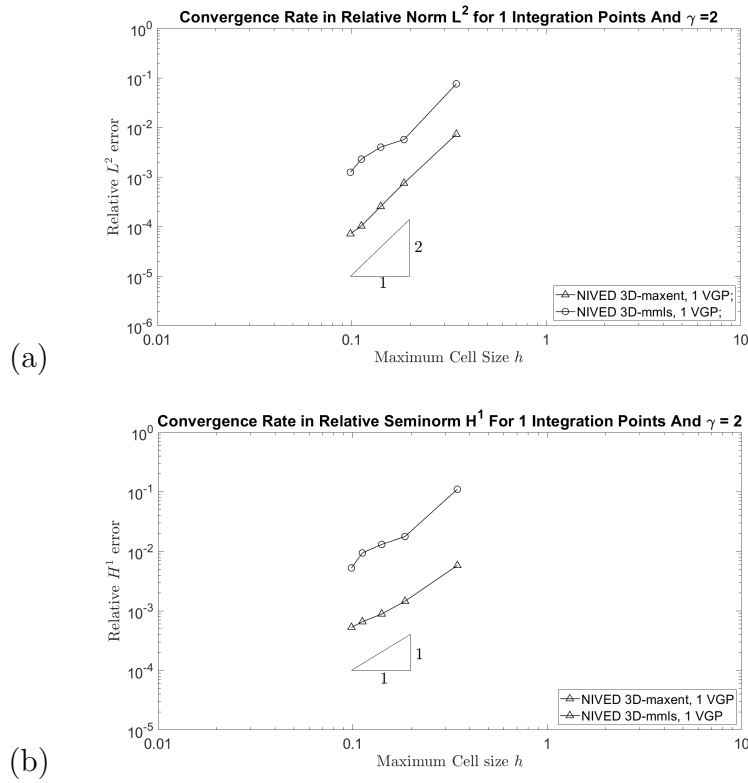 Convergence Rate in Relative Norm L² for 1 Integration Points And γ =2
10⁰
10⁻¹
10⁻²
10⁻³
10⁻⁴
10⁻⁵
10⁻⁶
Relative L² error
2
1
NIVED 3D-maxent, 1 VGP;
NIVED 3D-mmls, 1 VGP;
0.01 0.1 1 10
Maximum Cell Size h
(a)
Convergence Rate in Relative Seminorm H¹ For 1 Integration Points And γ = 2
10⁰
10⁻¹
10⁻²
10⁻³
10⁻⁴
10⁻⁵
Relative H¹ error
1
1
NIVED 3D-maxent, 1 VGP
NIVED 3D-mmls, 1 VGP
0.01 0.1 1 10
Maximum Cell size h
(b)